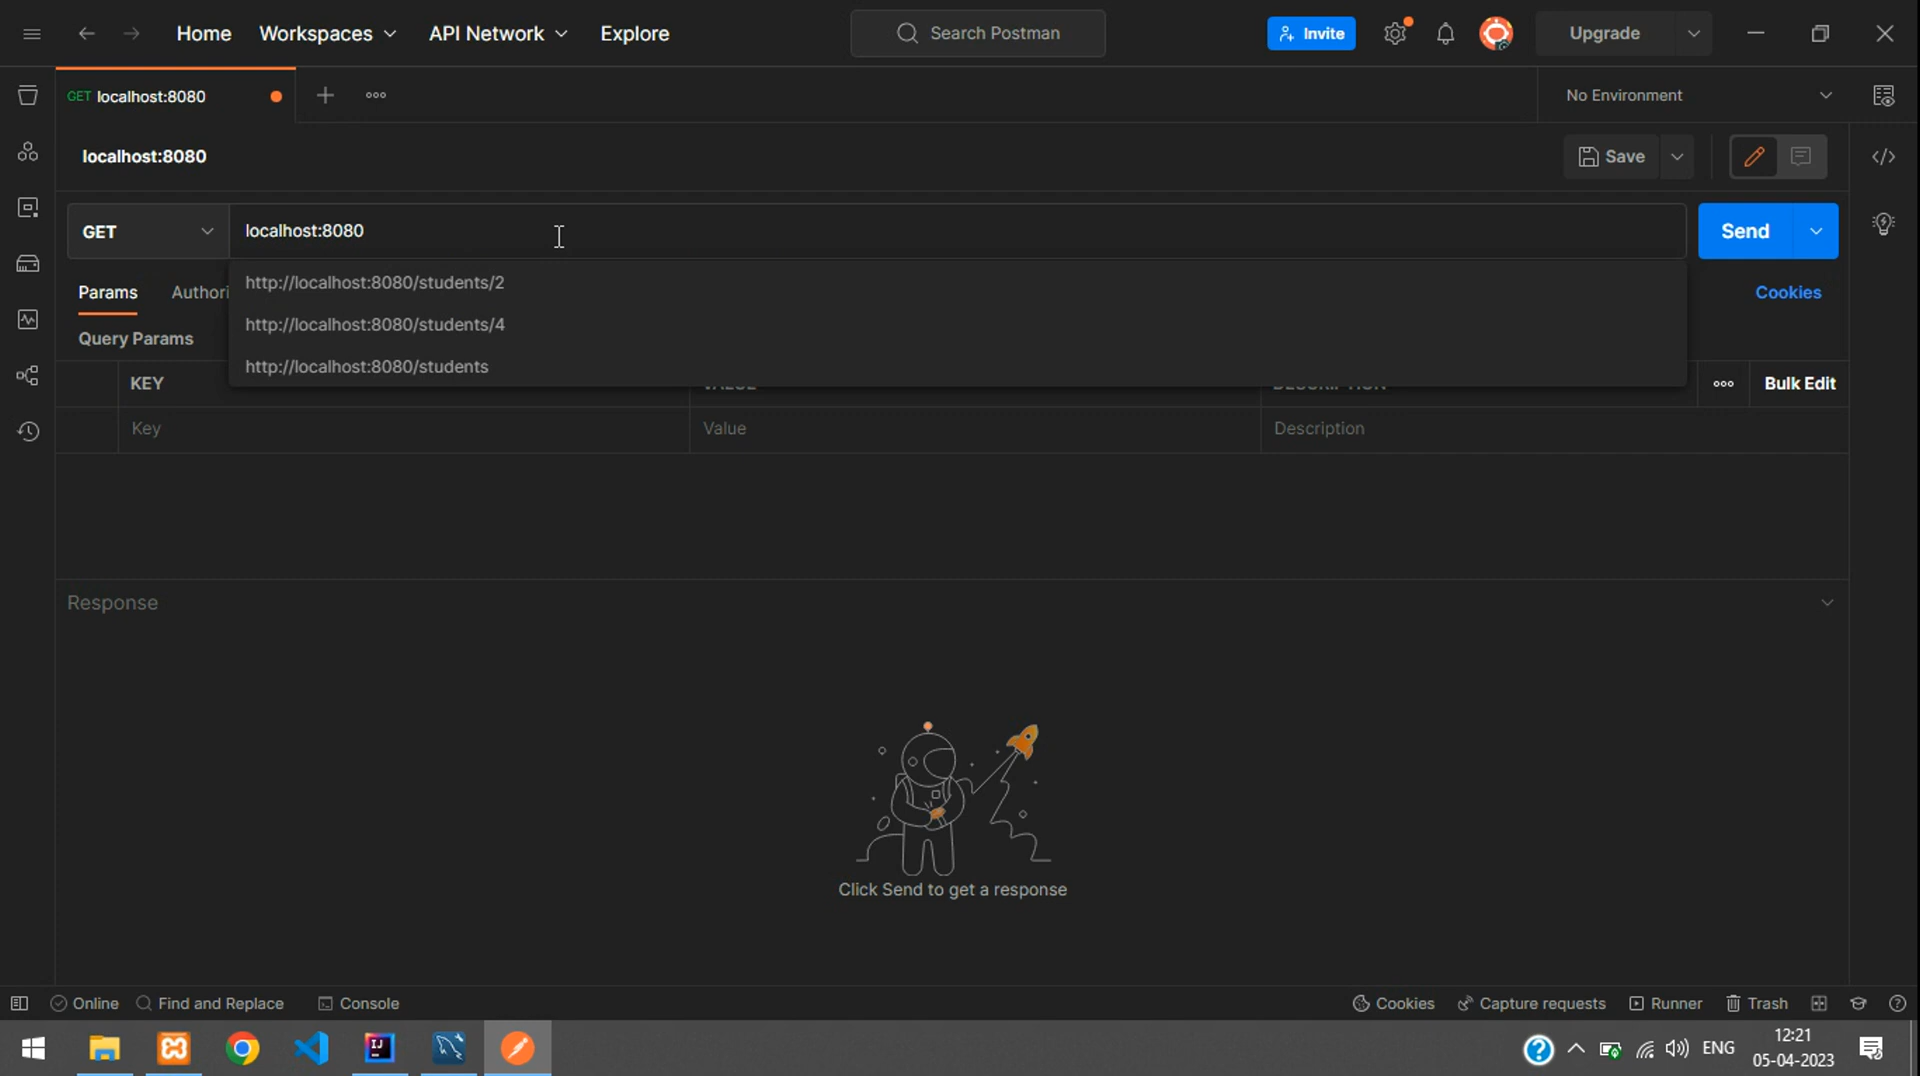 Home Workspaces API Network Explore Search Postman Invite Upgrade
GET localhost:8080 No Environment
localhost:8080 Save
GET localhost:8080 Send
http://localhost:8080/students/2
Params Authori Cookies
http://localhost:8080/students/4
Query Params
http://localhost:8080/students
KEY VALUE DESCRIPTION Bulk Edit
Key Value Description
Response
Click Send to get a response
Online Find and Replace Console Cookies Capture requests Runner Trash
ENG 12:21
05-04-2023